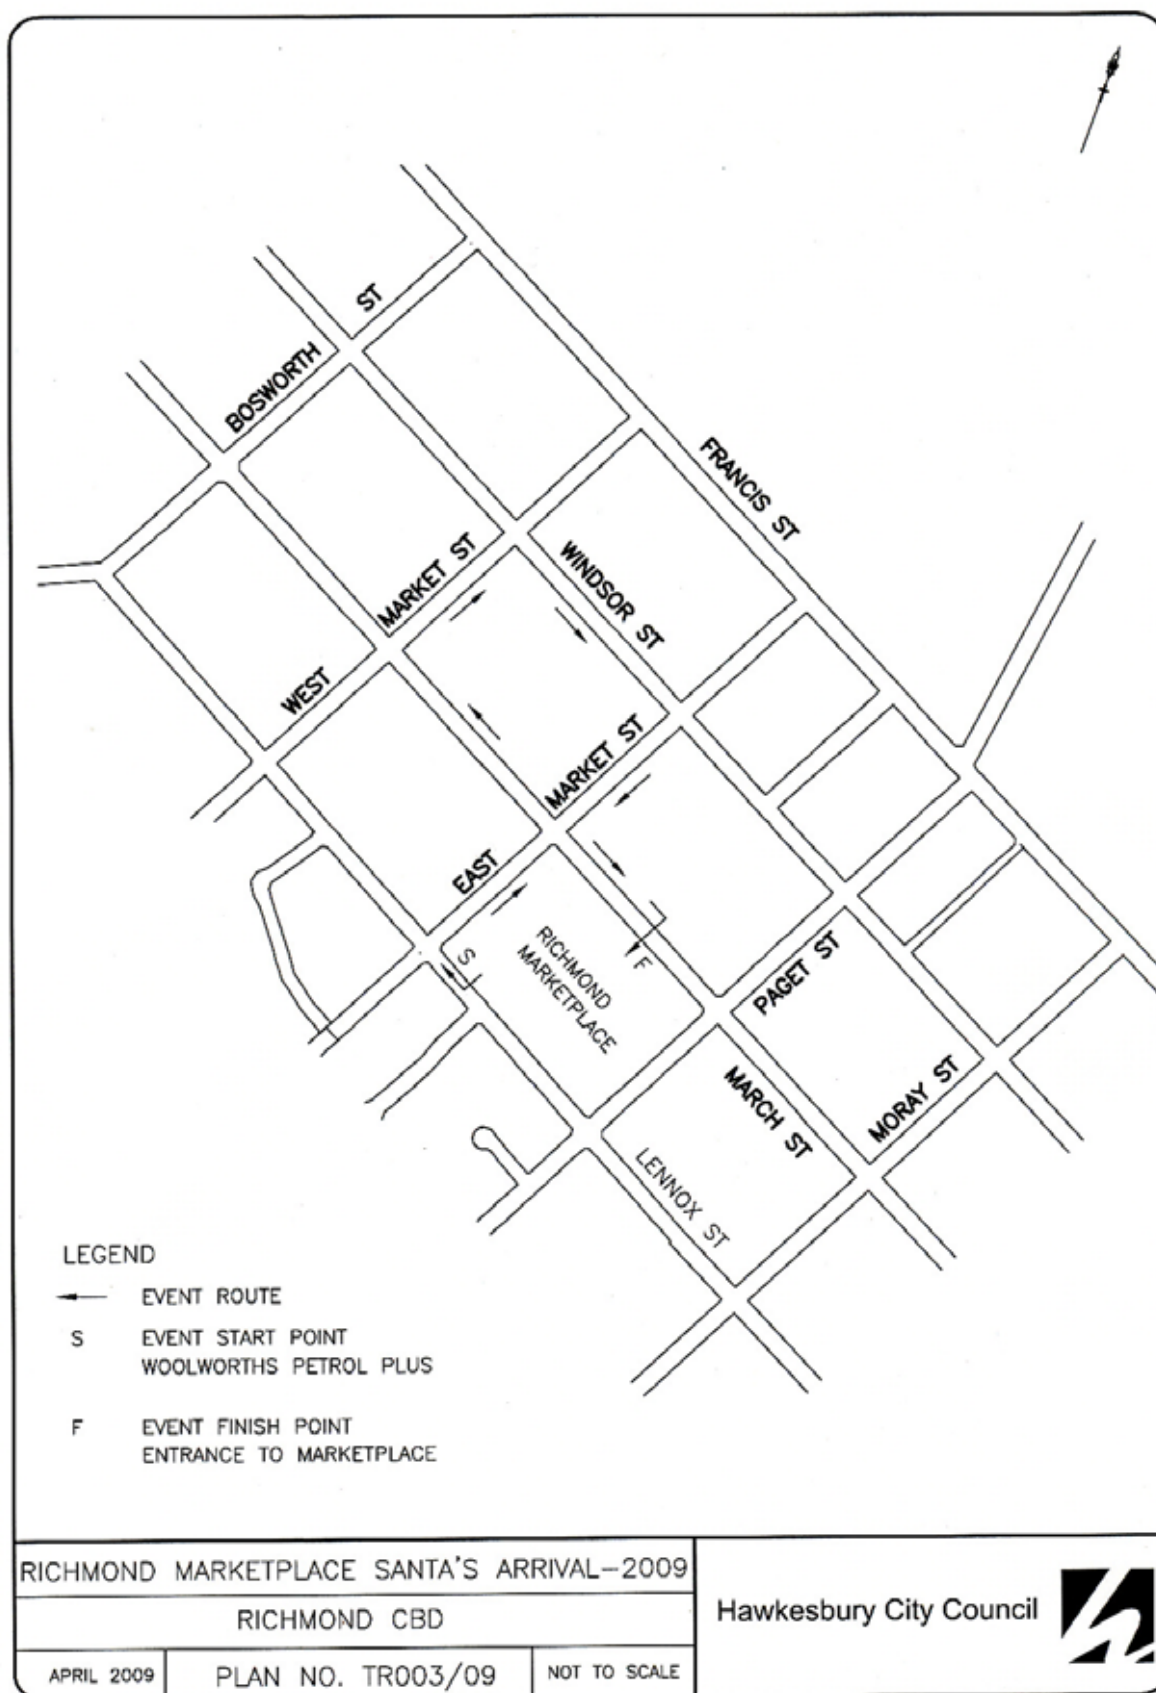 BOSWORTH ST
FRANCIS ST
WEST MARKET ST
WINDSOR ST
EAST MARKET ST
S
RICHMOND
MARKETPLACE
F
PAGET ST
MARCH ST
MORAY ST
LENNOX ST
LEGEND
EVENT ROUTE
S EVENT START POINT
WOOLWORTHS PETROL PLUS
F EVENT FINISH POINT
ENTRANCE TO MARKETPLACE
RICHMOND MARKETPLACE SANTA'S ARRIVAL-2009
RICHMOND CBD
APRIL 2009 PLAN NO. TR003/09 NOT TO SCALE
Hawkesbury City Council